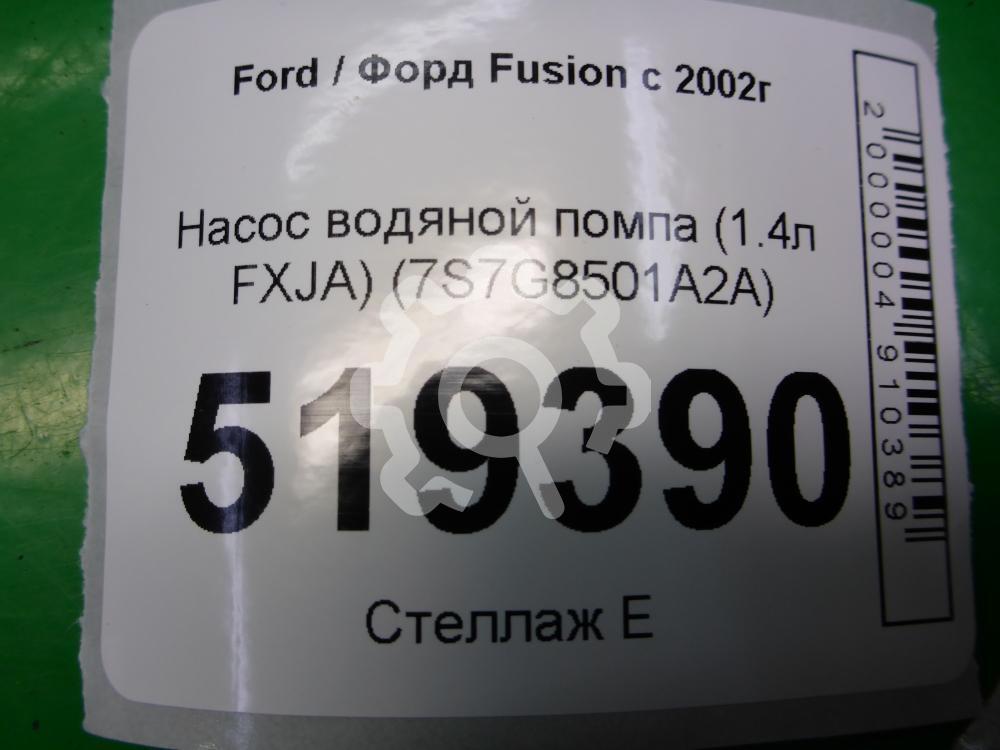 Ford / Форд Fusion с 2002г
Насос водяной помпа (1.4л
FXJA) (7S7G8501A2A)
519390
Стеллаж Е
2000004910389